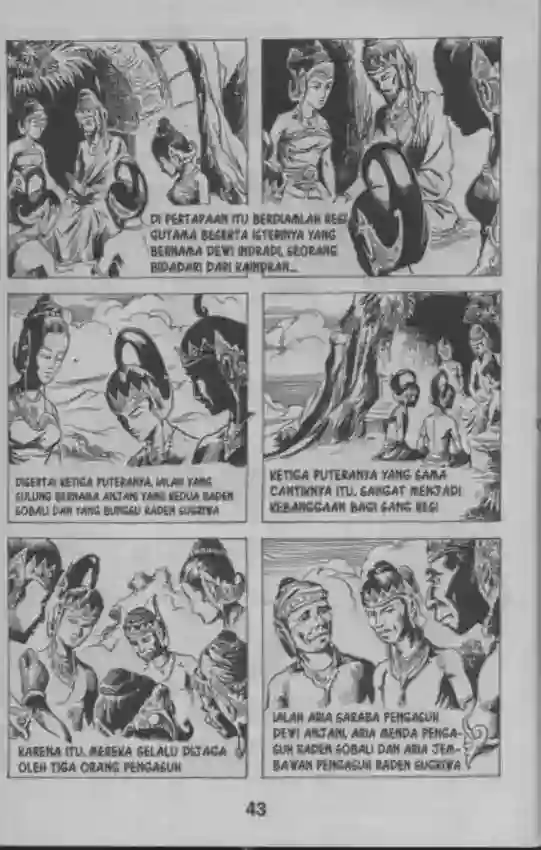 DI PERTAPAAN ITU BERDIAMLAH RESI
GUTAMA BESERTA ISTERINYA YANG
BERNAMA DEWI INDRADI, SEORANG
BIDADARI DARI KAINDRAN...
DISERTAI KETIGA PUTERANYA, IALAH YANG
SULUNG BERNAMA ANJANI YANG KEDUA RADEN
SOBALI DAN YANG BUNGSU RADEN SUGRIWA
KETIGA PUTERANYA YANG SAMA
CANTIKNYA ITU, SANGAT MENJADI
KEBANGGAAN BAGI SANG RESI
KARENA ITU, MEREKA SELALU DIJAGA
OLEH TIGA ORANG PENGASUH
IALAH ARIA SARABA PENGASUH
DEWI ANJANI, ARIA MENDA PENGA-
SUH RADEN SOBALI DAN ARIA JEM-
BAWAN PENGASUH RADEN SUGRIWA
43